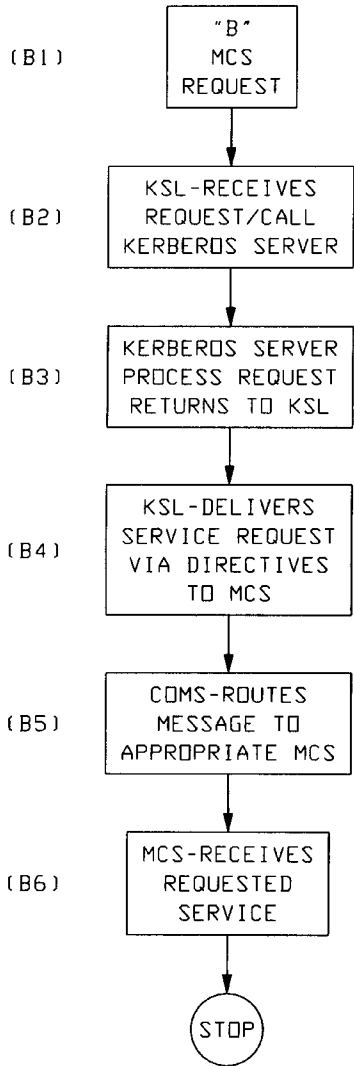 (B1)
"B"
MCS
REQUEST
(B2)
KSL-RECEIVES
REQUEST/CALL
KERBEROS SERVER
(B3)
KERBEROS SERVER
PROCESS REQUEST
RETURNS TO KSL
(B4)
KSL-DELIVERS
SERVICE REQUEST
VIA DIRECTIVES
TO MCS
(B5)
COMS-ROUTES
MESSAGE TO
APPROPRIATE MCS
(B6)
MCS-RECEIVES
REQUESTED
SERVICE
STOP